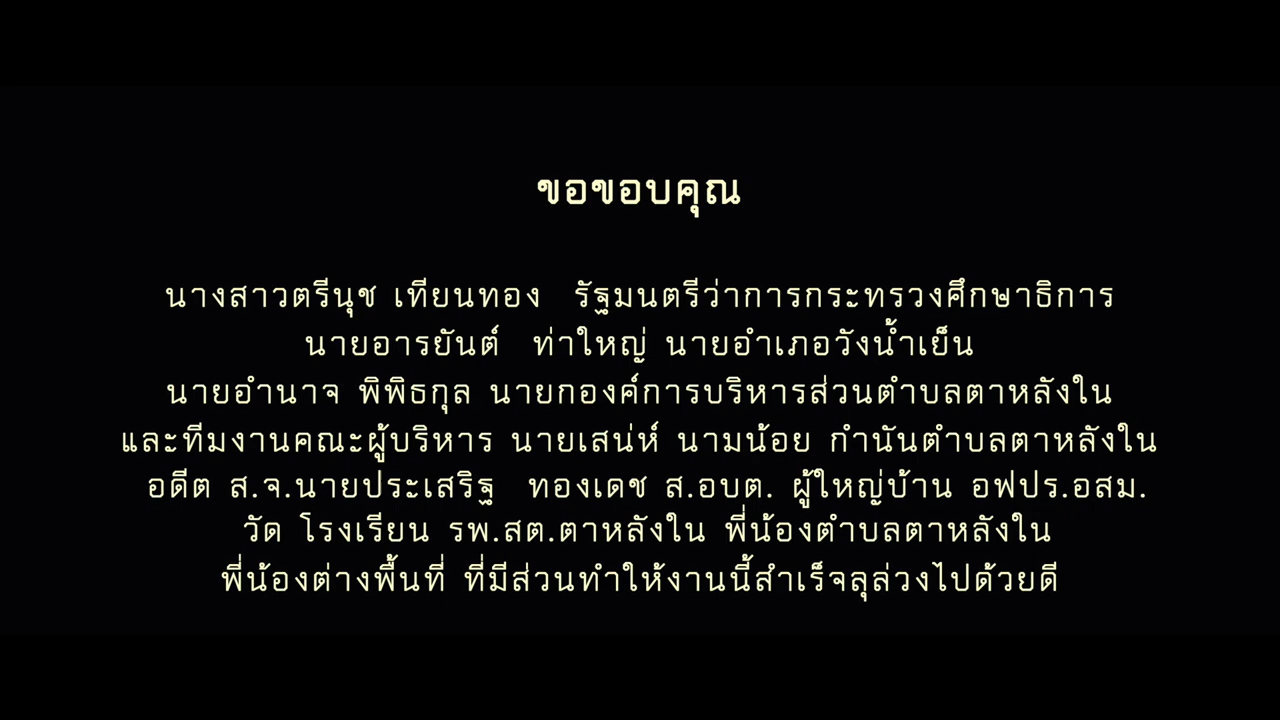 ขอขอบคุณ
นางสาวตรีนุช เทียนทอง รัฐมนตรีว่าการกระทรวงศึกษาธิการ
นายอารยันต์ ท่าใหญ่ นายอำเภอวังน้ำเย็น
นายอำนาจ พิพิธกุล นายกองค์การบริหารส่วนตำบลตาหลังใน
และทีมงานคณะผู้บริหาร นายเสน่ห์ นามน้อย กำนันตำบลตาหลังใน
อดีต ส.จ.นายประเสริฐ ทองเดช ส.อบต. ผู้ใหญ่บ้าน อฟปร.อสม.
วัด โรงเรียน รพ.สต.ตาหลังใน พี่น้องตำบลตาหลังใน
พี่น้องต่างพื้นที่ ที่มีส่วนทำให้งานนี้สำเร็จลุล่วงไปด้วยดี